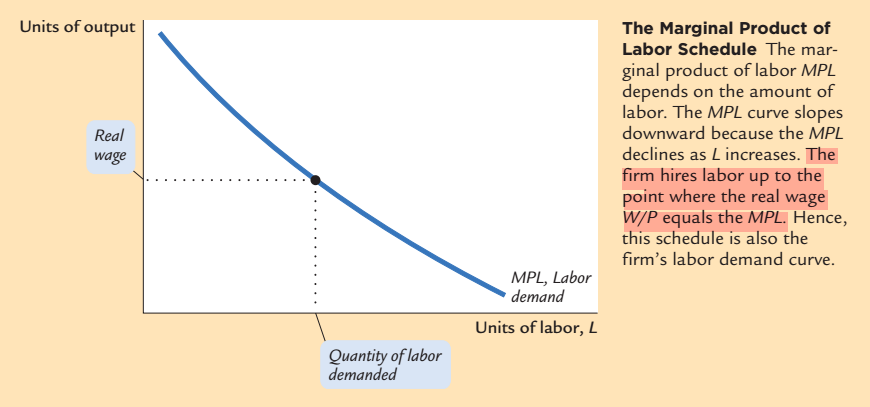 Units of output
Real
wage
MPL, Labor
demand
Units of labor, L
Quantity of labor
demanded
The Marginal Product of
Labor Schedule The mar-
ginal product of labor MPL
depends on the amount of
labor. The MPL curve slopes
downward because the MPL
declines as L increases. The
firm hires labor up to the
point where the real wage
W/P equals the MPL. Hence,
this schedule is also the
firm's labor demand curve.